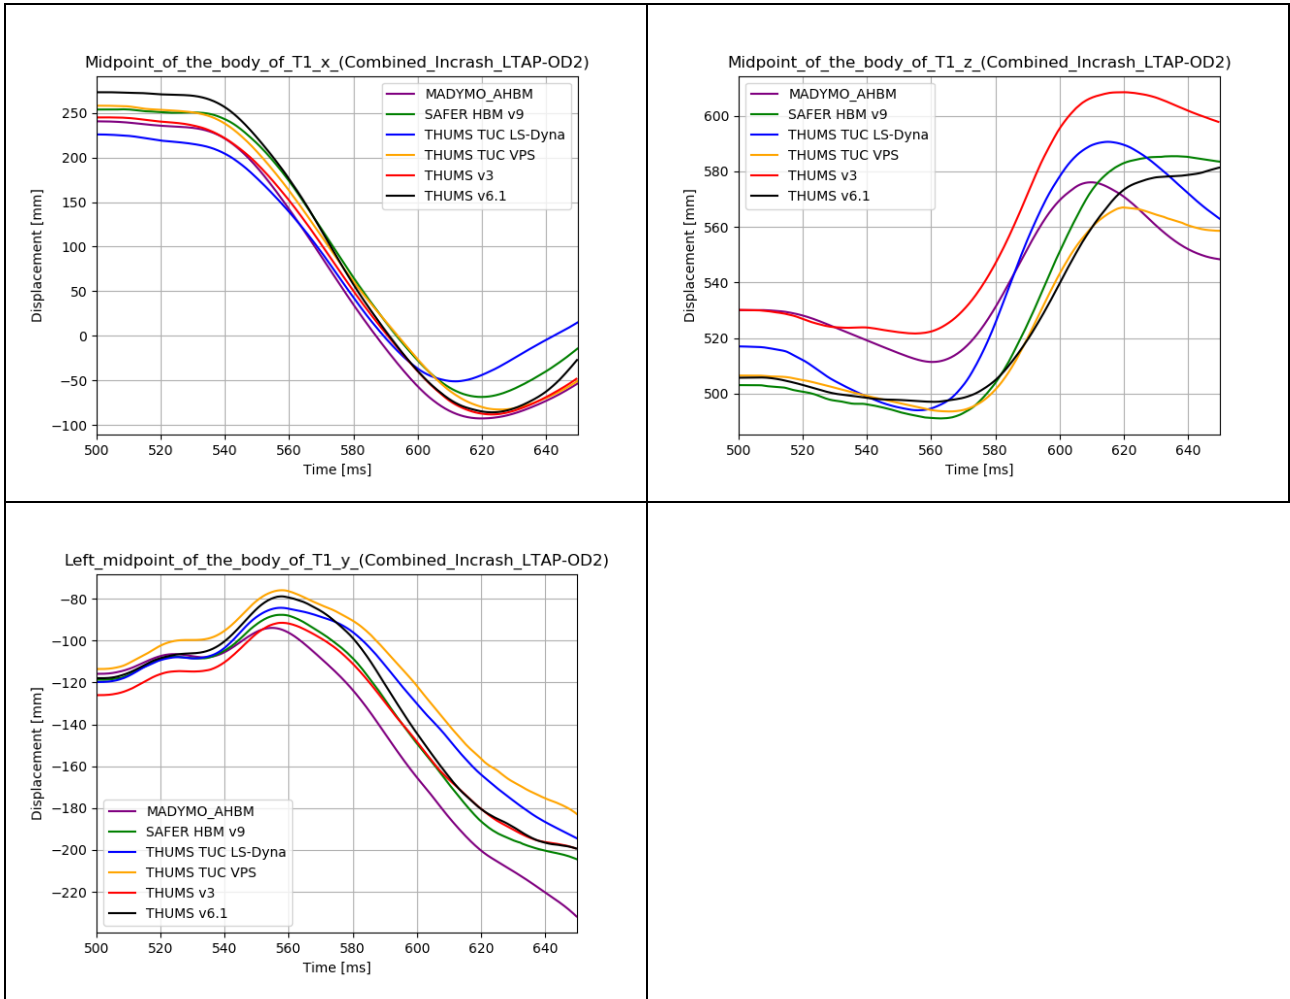 Midpoint_of_the_body_of_T1_x_(Combined_Incrash_LTAP-OD2)
Displacement [mm]
250
200
150
100
50
0
−50
−100
MADYMO_AHBM
SAFER HBM v9
THUMS TUC LS-Dyna
THUMS TUC VPS
THUMS v3
THUMS v6.1
500 520 540 560 580 600 620 640
Time [ms]
Midpoint_of_the_body_of_T1_z_(Combined_Incrash_LTAP-OD2)
Displacement [mm]
600
580
560
540
520
500
MADYMO_AHBM
SAFER HBM v9
THUMS TUC LS-Dyna
THUMS TUC VPS
THUMS v3
THUMS v6.1
500 520 540 560 580 600 620 640
Time [ms]
Left_midpoint_of_the_body_of_T1_y_(Combined_Incrash_LTAP-OD2)
Displacement [mm]
−80
−100
−120
−140
−160
−180
−200
−220
MADYMO_AHBM
SAFER HBM v9
THUMS TUC LS-Dyna
THUMS TUC VPS
THUMS v3
THUMS v6.1
500 520 540 560 580 600 620 640
Time [ms]